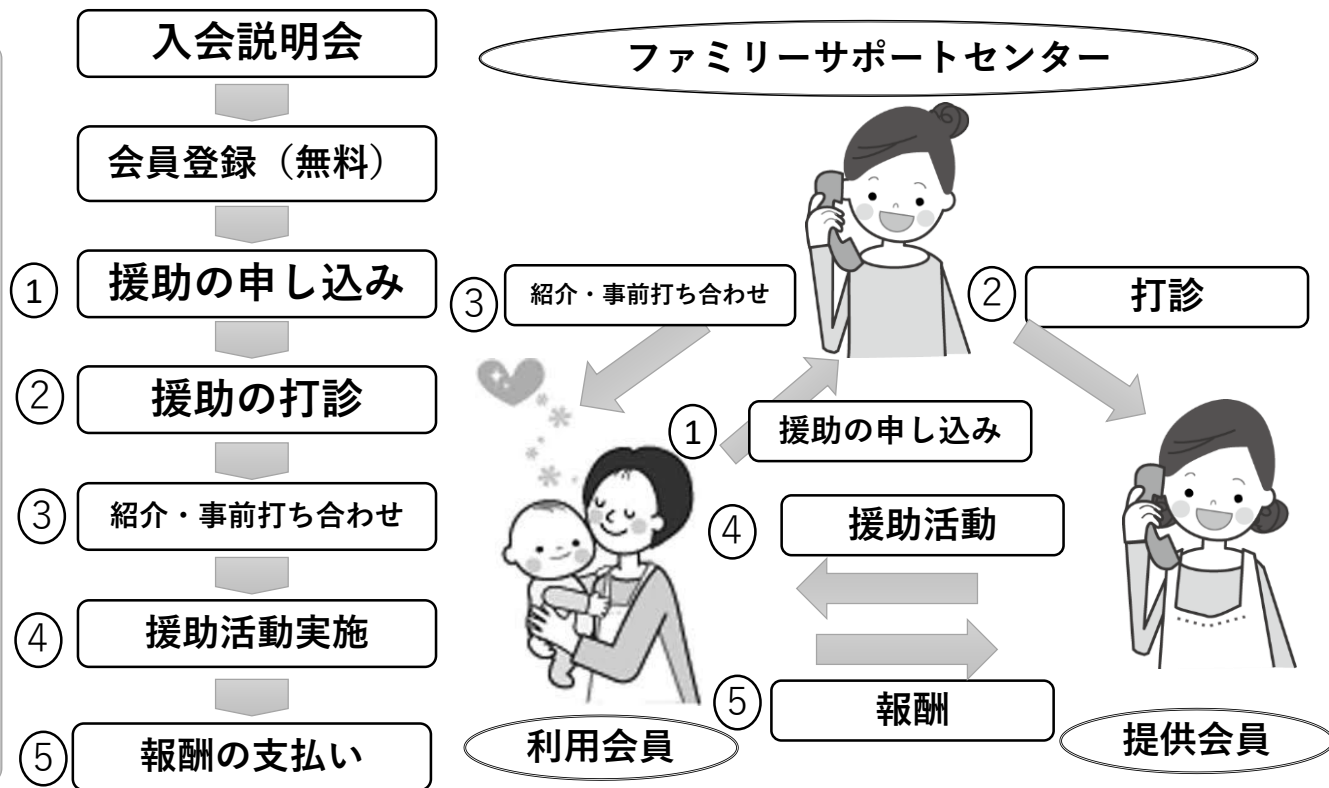 入会説明会
会員登録（無料）
① 援助の申し込み
② 援助の打診
③ 紹介・事前打ち合わせ
④ 援助活動実施
⑤ 報酬の支払い
ファミリーサポートセンター
③ 紹介・事前打ち合わせ
② 打診
① 援助の申し込み
④ 援助活動
⑤ 報酬
利用会員
提供会員